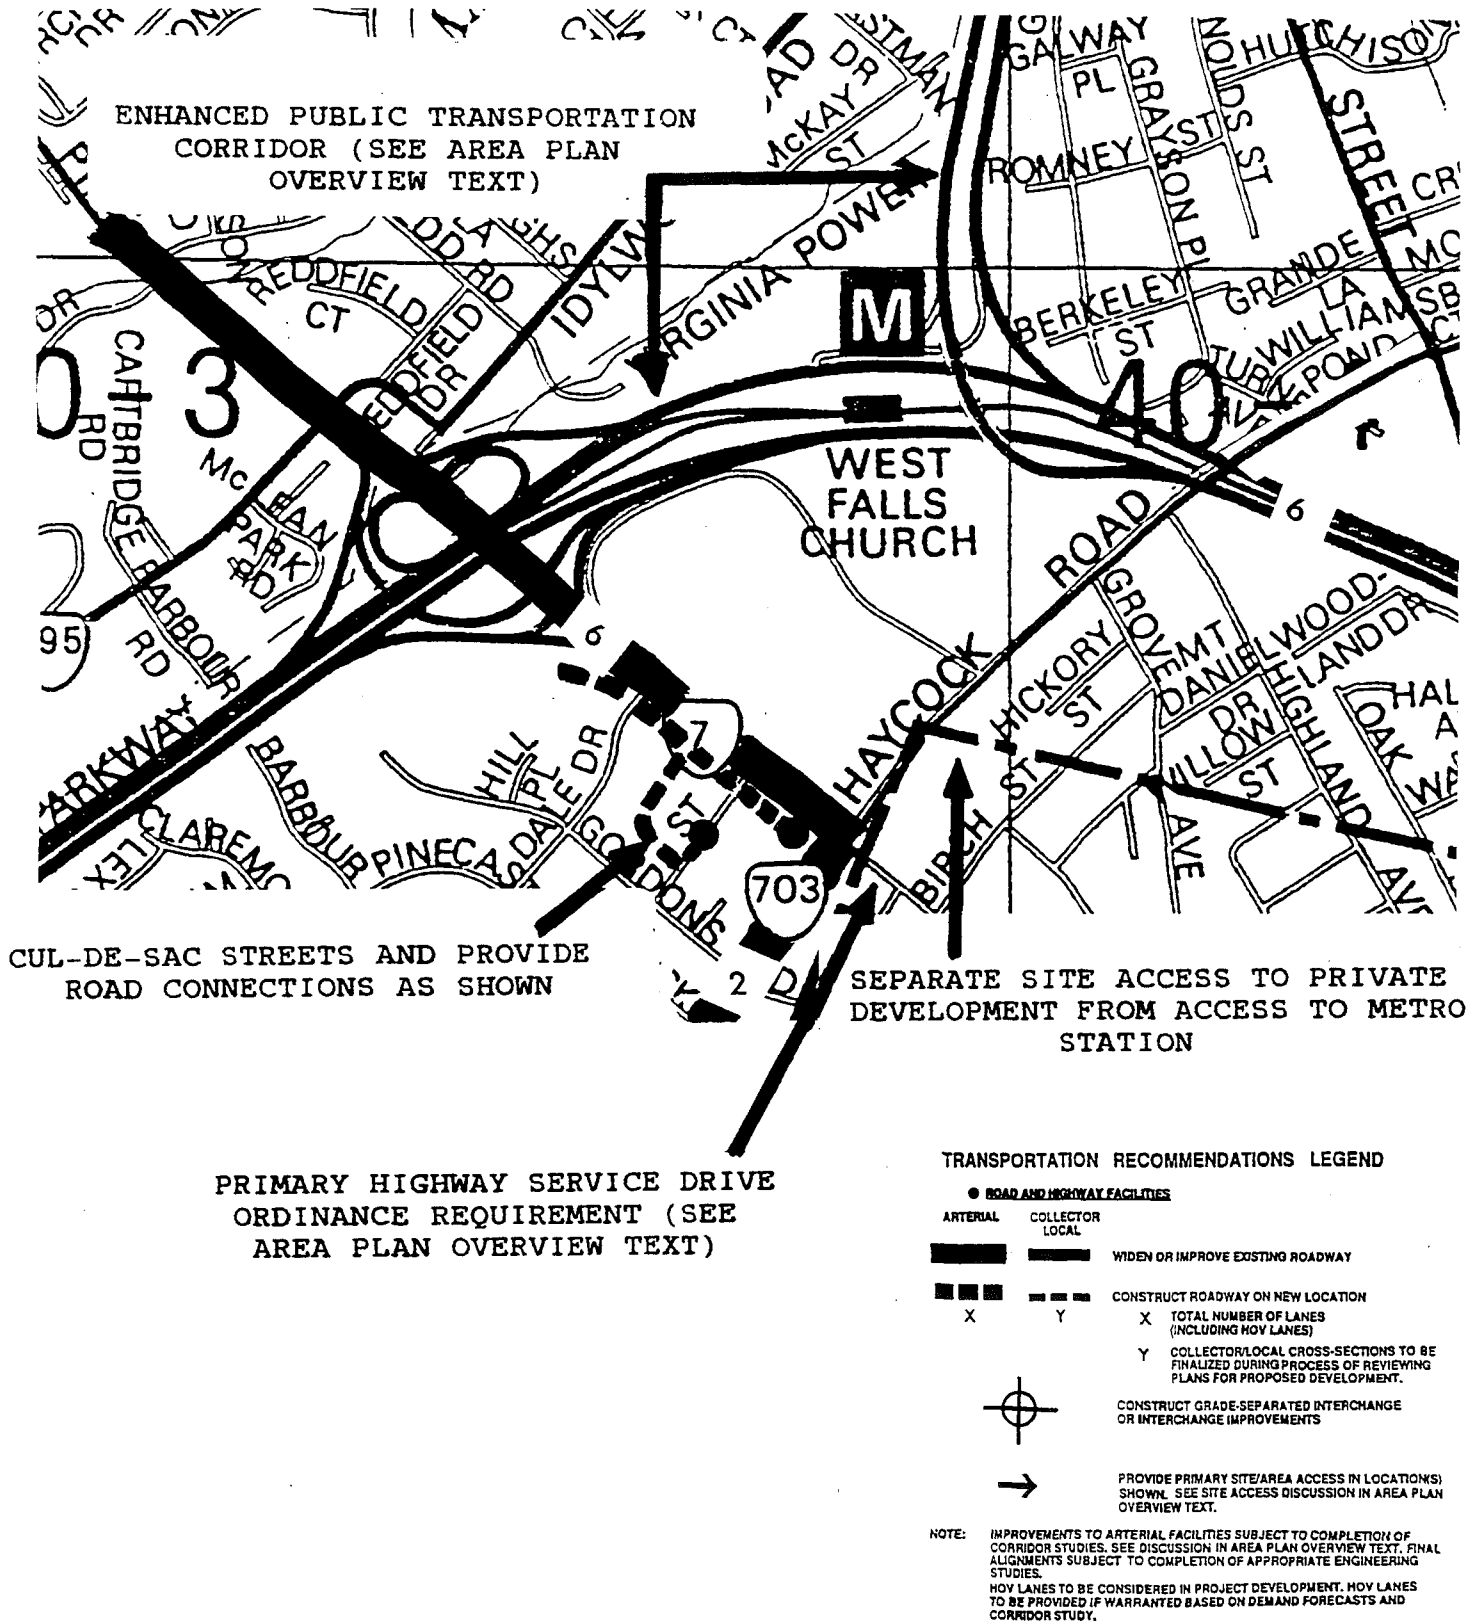 ENHANCED PUBLIC TRANSPORTATION
CORRIDOR (SEE AREA PLAN
OVERVIEW TEXT)
DR
McKAY
ST
GALWAY
PL
GRAYSON PL
HUTCHISON
ROMNEY ST
STREET
VIRGINIA POWER
REDDFIELD
CT
DR
M
BERKELEY
ST
GRANDE
LA
CARTBRIDGE
RD
3
40
POND
Mc
PARK
RD
WEST
FALLS
CHURCH
6
ROAD
95
BARBOUR
RD
6
GROVE
HICKORY
ST
MT
DANIEL
DR
WOOD-
LAND DR
HIGHLAND
AVE
WILLOW
ST
OAK
PARKWAY
BARBOUR
HILL
PL
DALE DR
7
HAYCOCK
ST
BIRCH ST
AVE
PINECA
703
2
CUL-DE-SAC STREETS AND PROVIDE
ROAD CONNECTIONS AS SHOWN
SEPARATE SITE ACCESS TO PRIVATE
DEVELOPMENT FROM ACCESS TO METRO
STATION
PRIMARY HIGHWAY SERVICE DRIVE
ORDINANCE REQUIREMENT (SEE
AREA PLAN OVERVIEW TEXT)
TRANSPORTATION RECOMMENDATIONS LEGEND
ROAD AND HIGHWAY FACILITIES
ARTERIAL COLLECTOR
LOCAL
WIDEN OR IMPROVE EXISTING ROADWAY
CONSTRUCT ROADWAY ON NEW LOCATION
X Y X TOTAL NUMBER OF LANES
(INCLUDING HOV LANES)
Y COLLECTOR/LOCAL CROSS-SECTIONS TO BE
FINALIZED DURING PROCESS OF REVIEWING
PLANS FOR PROPOSED DEVELOPMENT.
CONSTRUCT GRADE-SEPARATED INTERCHANGE
OR INTERCHANGE IMPROVEMENTS
PROVIDE PRIMARY SITE/AREA ACCESS IN LOCATION(S)
SHOWN. SEE SITE ACCESS DISCUSSION IN AREA PLAN
OVERVIEW TEXT.
NOTE: IMPROVEMENTS TO ARTERIAL FACILITIES SUBJECT TO COMPLETION OF
CORRIDOR STUDIES. SEE DISCUSSION IN AREA PLAN OVERVIEW TEXT. FINAL
ALIGNMENTS SUBJECT TO COMPLETION OF APPROPRIATE ENGINEERING
STUDIES.
HOV LANES TO BE CONSIDERED IN PROJECT DEVELOPMENT. HOV LANES
TO BE PROVIDED IF WARRANTED BASED ON DEMAND FORECASTS AND
CORRIDOR STUDY.